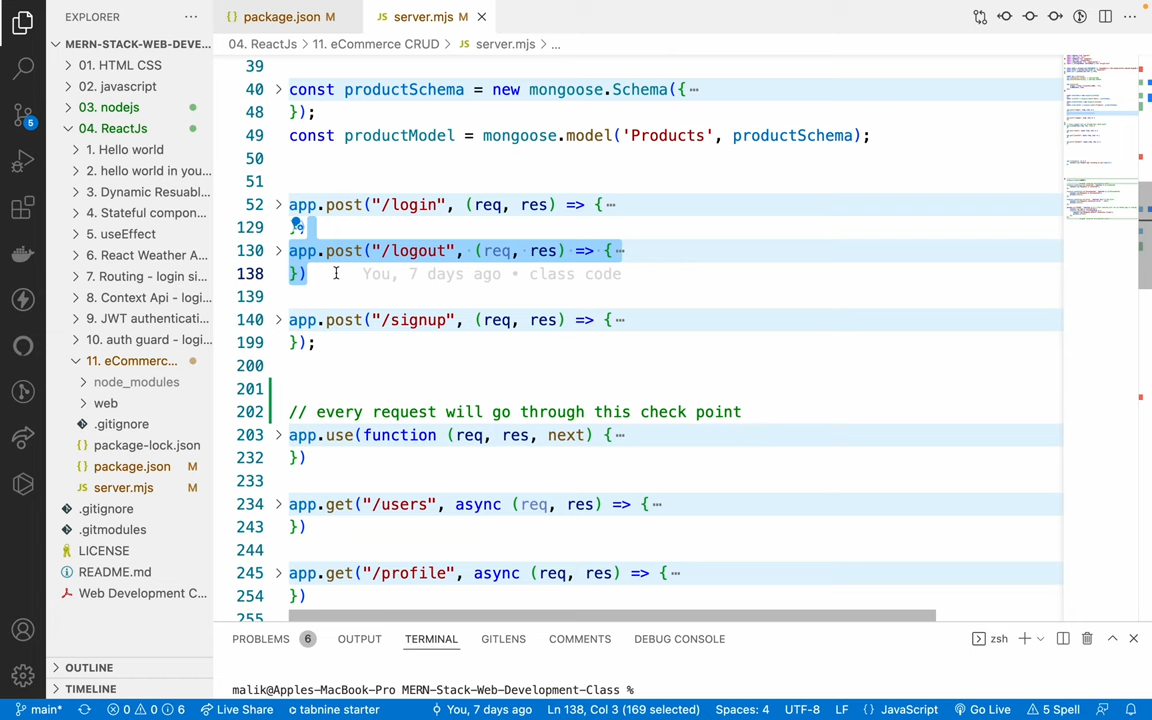 EXPLORER
package.json M
server.mjs M
04. ReactJs > 11. eCommerce CRUD > JS server.mjs > ...
MERN-STACK-WEB-DEVE...
01. HTML CSS
02. javascript
03. nodejs
04. ReactJs
1. Hello world
2. hello world in you...
3. Dynamic Resuabl...
4. Stateful compon...
5. useEffect
6. React Weather A...
7. Routing - login si...
8. Context Api - logi...
9. JWT authenticati...
10. auth guard - logi...
11. eCommerc...
node_modules
web
.gitignore
package-lock.json
package.json M
JS server.mjs M
.gitignore
.gitmodules
LICENSE
README.md
Web Development C...
OUTLINE
TIMELINE
39
40 const productSchema = new mongoose.Schema({⋯
48 });
49 const productModel = mongoose.model('Products', productSchema);
50
51
52 app.post("/login", (req, res) => {⋯
129 })
130 app.post("/logout", (req, res) => {⋯
138 }) You, 7 days ago • class code
139
140 app.post("/signup", (req, res) => {⋯
199 });
200
201
202 // every request will go through this check point
203 app.use(function (req, res, next) {⋯
232 })
233
234 app.get("/users", async (req, res) => {⋯
243 })
244
245 app.get("/profile", async (req, res) => {⋯
254 })
255
PROBLEMS 6 OUTPUT TERMINAL GITLENS COMMENTS DEBUG CONSOLE zsh
malik@Apples-MacBook-Pro MERN-Stack-Web-Development-Class %
5
main* 0 0 6 Live Share tabnine starter You, 7 days ago Ln 138, Col 3 (169 selected) Spaces: 4 UTF-8 LF {} JavaScript Go Live 5 Spell